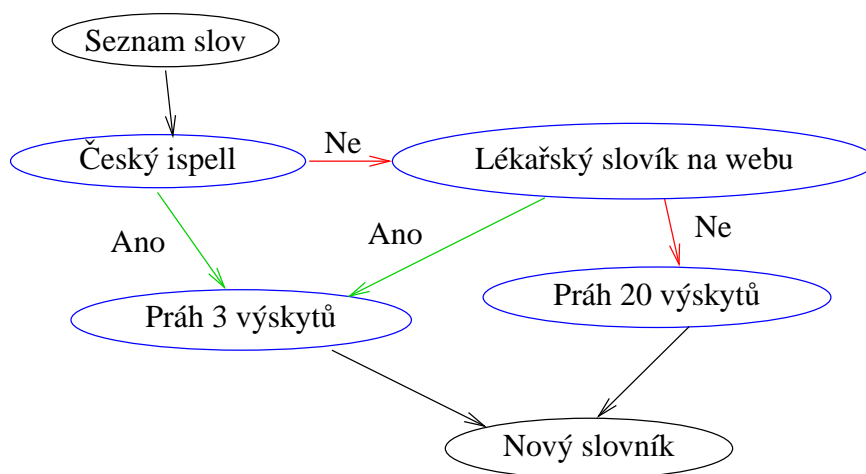 Seznam slov
Český ispell
Ne
Lékařský slovík na webu
Ano
Ano
Ne
Práh 3 výskytů
Práh 20 výskytů
Nový slovník